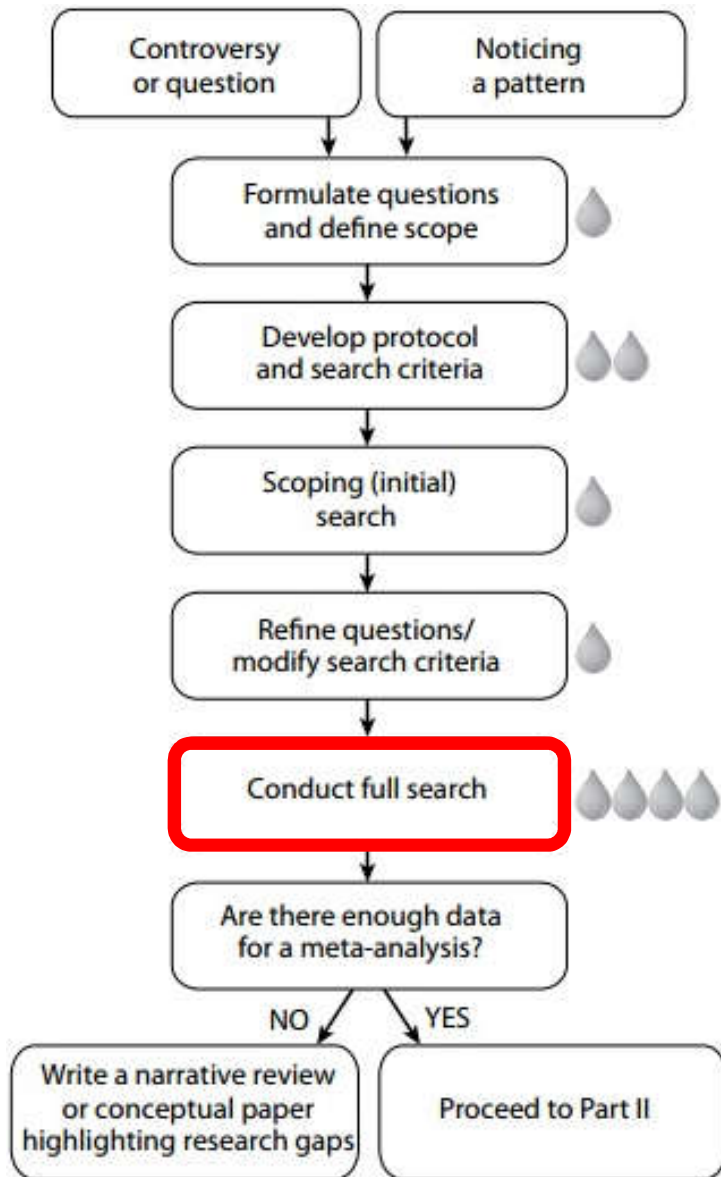 Controversy
or question
Noticing
a pattern
Formulate questions
and define scope
Develop protocol
and search criteria
Scoping (initial)
search
Refine questions/
modify search criteria
Conduct full search
Are there enough data
for a meta-analysis?
NO
YES
Write a narrative review
or conceptual paper
highlighting research gaps
Proceed to Part II